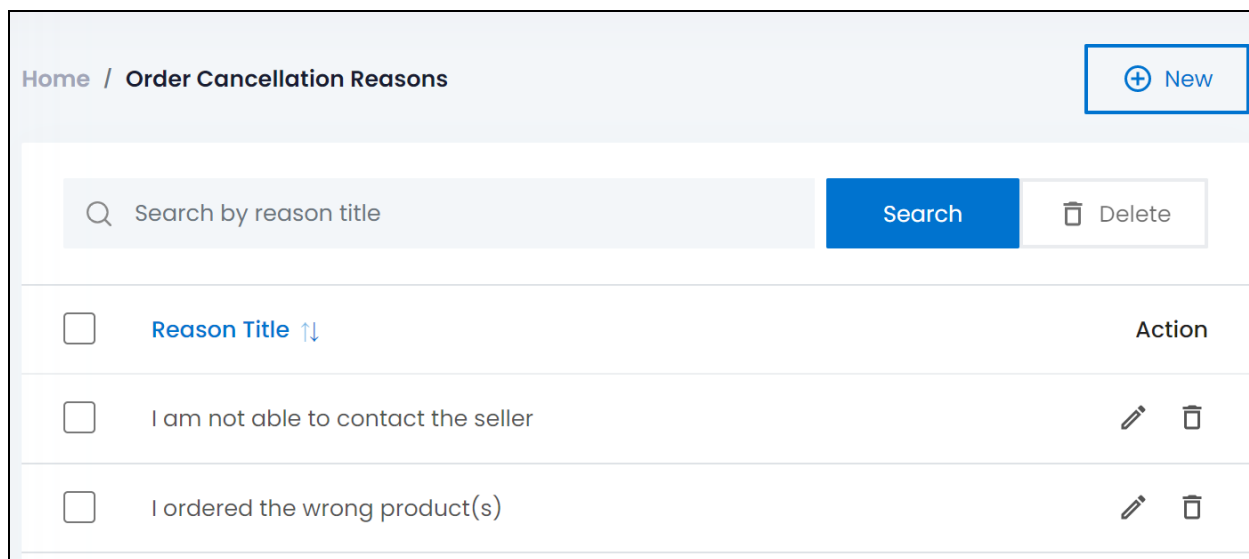 Home / Order Cancellation Reasons
New
Search by reason title
Search
Delete
Reason Title
Action
I am not able to contact the seller
I ordered the wrong product(s)